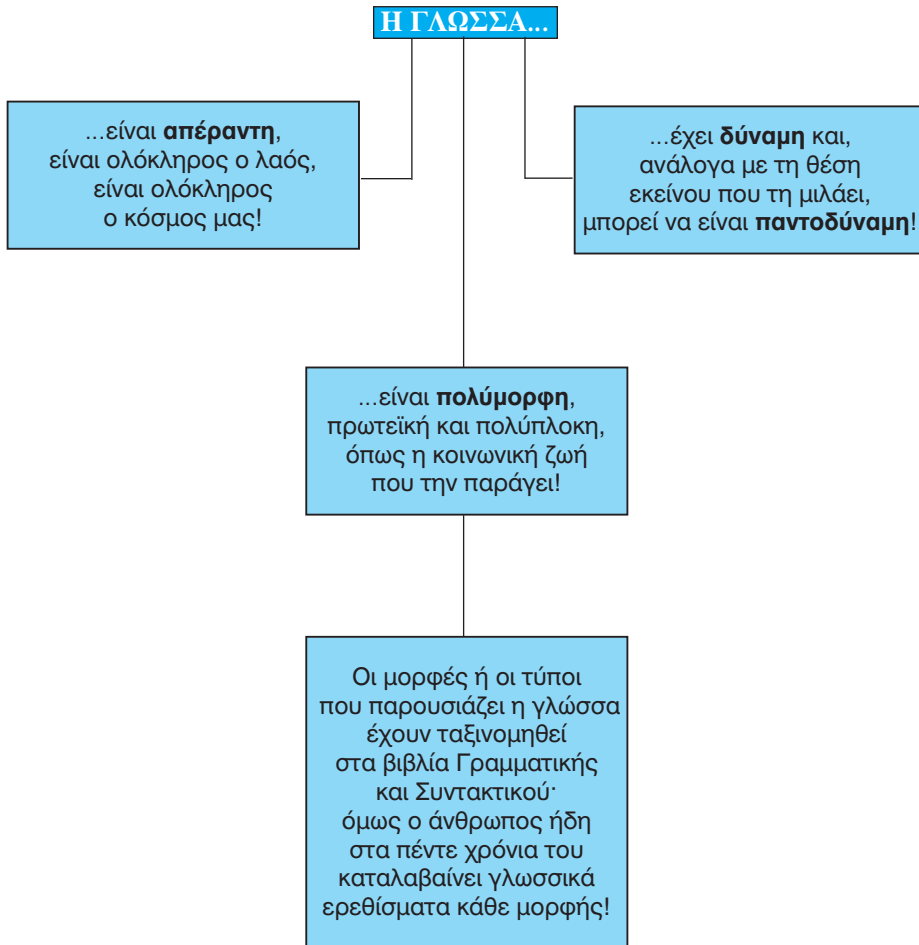 Η ΓΛΩΣΣΑ...
...είναι απέραντη,
είναι ολόκληρος ο λαός,
είναι ολόκληρος
ο κόσμος μας!
...έχει δύναμη και,
ανάλογα με τη θέση
εκείνου που τη μιλάει,
μπορεί να είναι παντοδύναμη!
...είναι πολύμορφη,
πρωτεϊκή και πολύπλοκη,
όπως η κοινωνική ζωή
που την παράγει!
Οι μορφές ή οι τύποι
που παρουσιάζει η γλώσσα
έχουν ταξινομηθεί
στα βιβλία Γραμματικής
και Συντακτικού·
όμως ο άνθρωπος ήδη
στα πέντε χρόνια του
καταλαβαίνει γλωσσικά
ερεθίσματα κάθε μορφής!